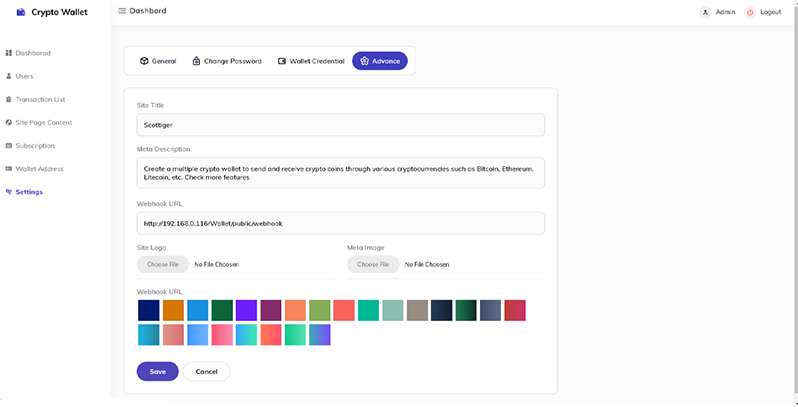 Crypto Wallet
Dashbord
Admin
Logout
Dashborad
Users
Transaction List
Site Page Content
Subscription
Wallet Address
Settings
General
Change Password
Wallet Credential
Advance
Site Title
Scottiger
Meta Description
Create a multiple crypto wallet to send and receive crypto coins through various cryptocurrencies such as Bitcoin, Ethereum,
Litecoin, etc. Check more features
Webhook URL
http://192.168.0.116/Wallet/public/webhook
Site Logo
Meta Image
Choose File No File Choosen
Choose File No File Choosen
Webhook URL
Save
Cancel